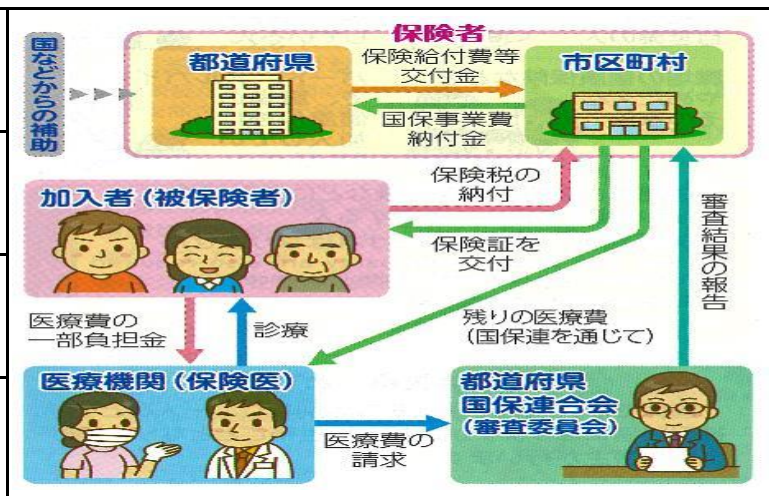 保険者
国などからの補助
都道府県
保険給付費等
交付金
市区町村
国保事業費
納付金
加入者(被保険者)
保険税の
納付
保険証を
交付
審査結果の報告
医療費の
一部負担金
診療
残りの医療費
(国保連を通じて)
医療機関(保険医)
医療費の
請求
都道府県
国保連合会
(審査委員会)